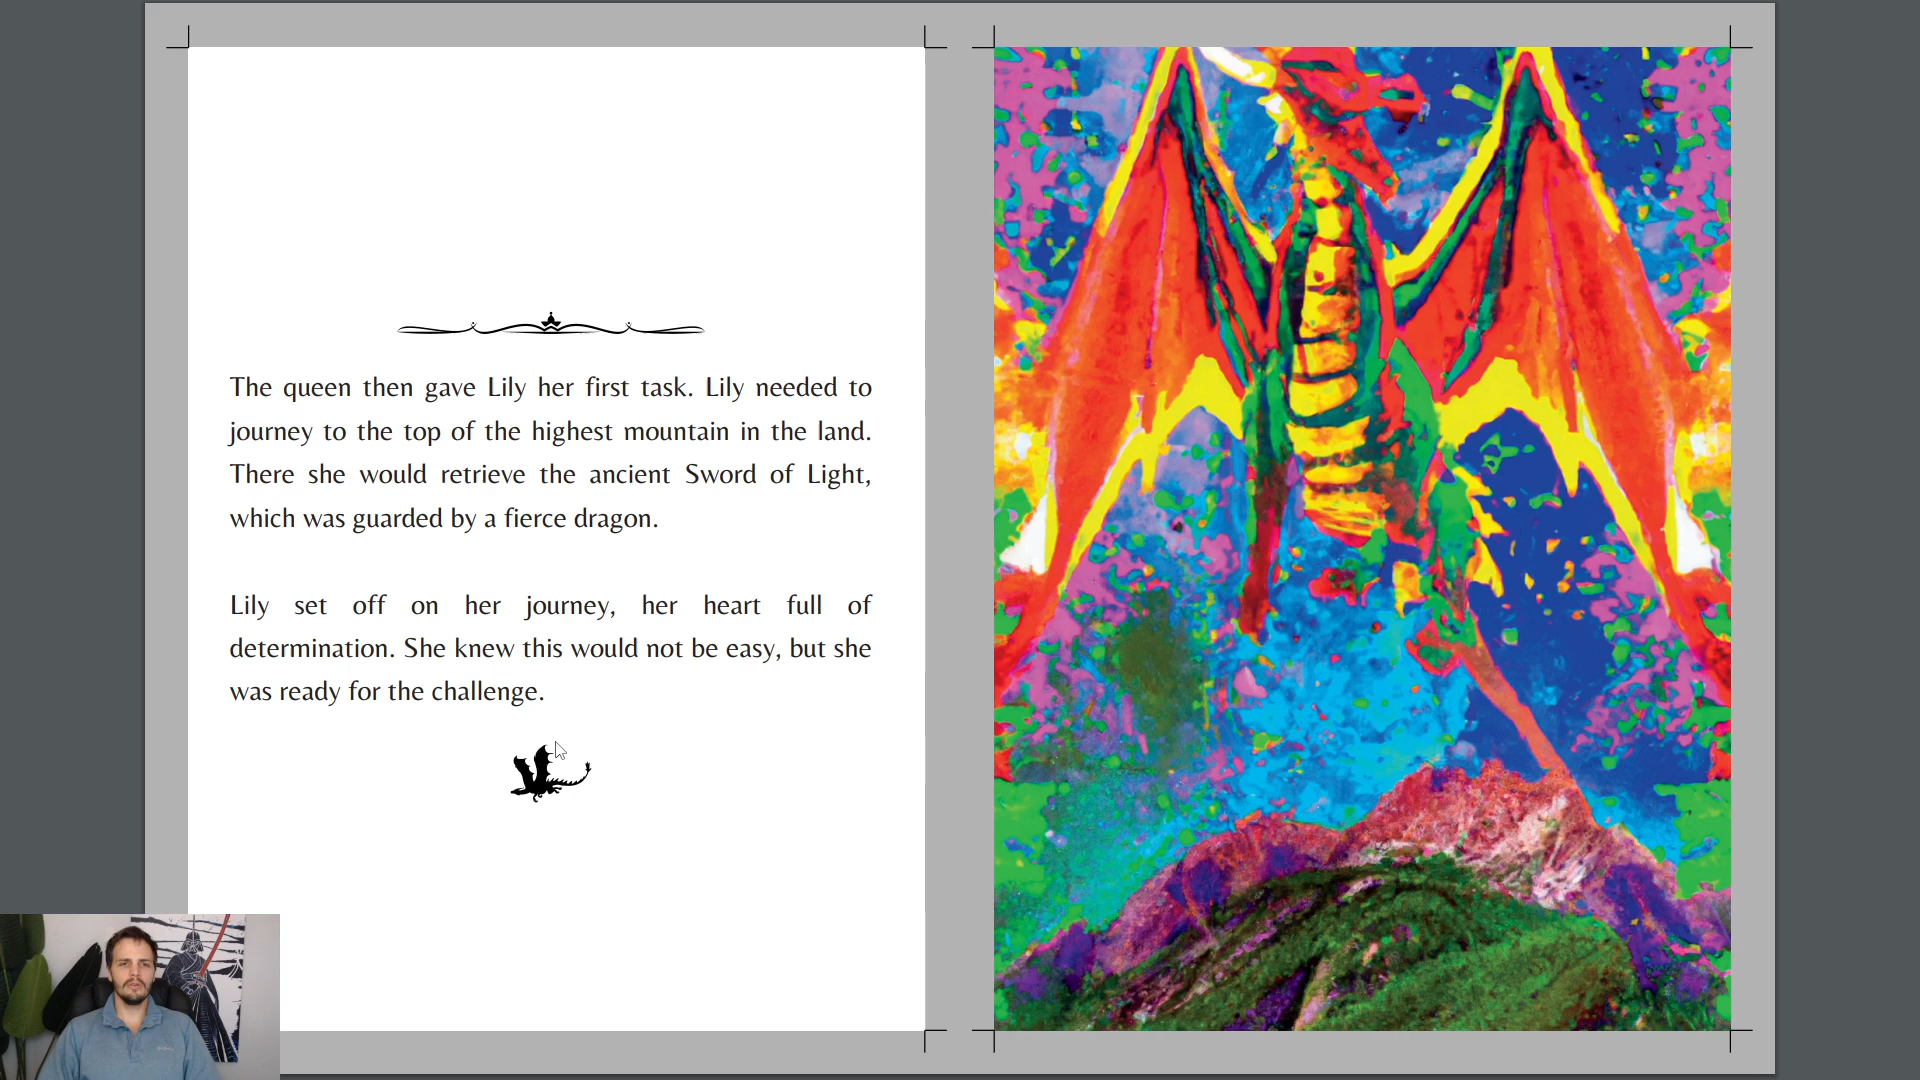 The queen then gave Lily her first task. Lily needed to
journey to the top of the highest mountain in the land.
There she would retrieve the ancient Sword of Light,
which was guarded by a fierce dragon.
Lily set off on her journey, her heart full of
determination. She knew this would not be easy, but she
was ready for the challenge.